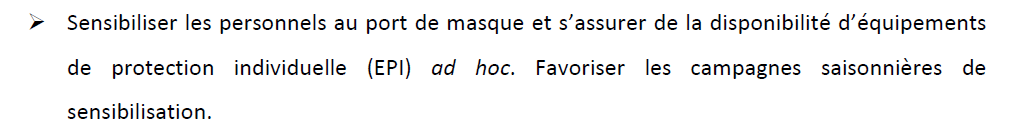 ➢ Sensibiliser les personnels au port de masque et s’assurer de la disponibilité d’équipements
de protection individuelle (EPI) ad hoc. Favoriser les campagnes saisonnières de
sensibilisation.